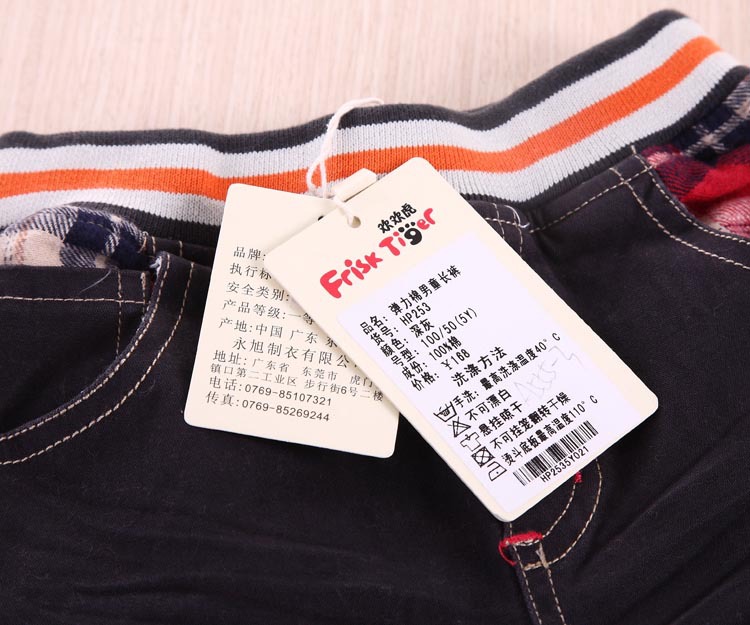 品牌:
执行标
安全类别:
产品等级:一等
产地:中国 广东 东
永旭制衣有限公
地址:广东省 东莞市 虎门
镇口第二工业区 步行街6号二楼
电话:0769-85107321
传真:0769-85269244
欢欢虎
Frisk Tiger
品名:弹力棉男童长裤
货号:HP253
颜色:深灰
号型:100/50(5Y)
成份:100%棉
价格:¥168
洗涤方法
手洗:最高洗涤温度40°C
不可漂白
悬挂晾干
不可挂笼翻转干燥
熨斗底板最高温度110°C
HP2535Y021